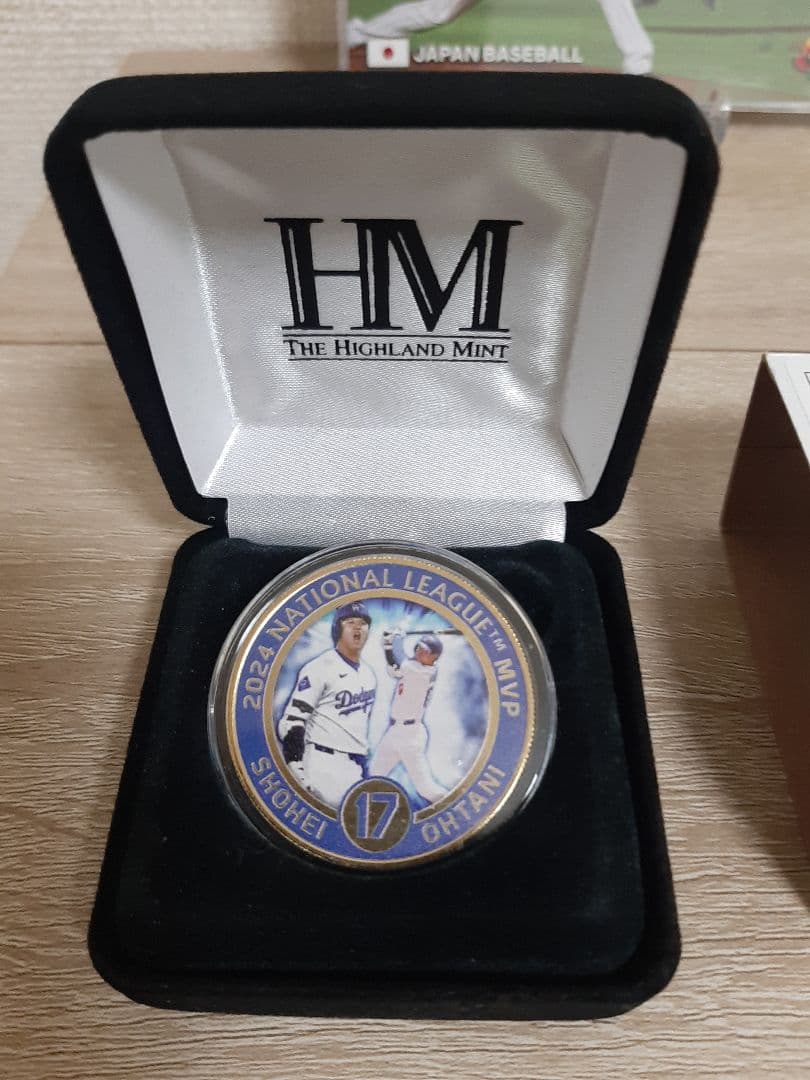 JAPAN BASEBALL
HM
THE HIGHLAND MINT
2024 NATIONAL LEAGUE™ MVP
Dodgers
SHOHEI
17
OHTANI